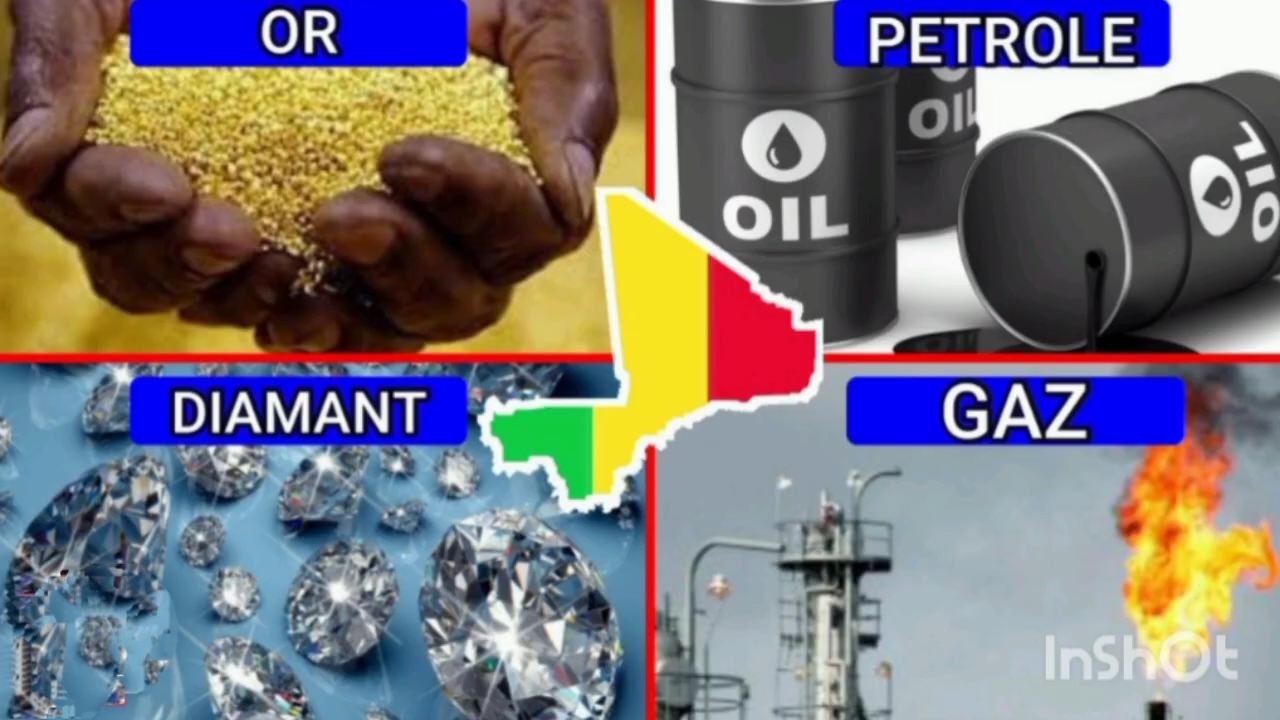 OR
PETROLE
OIL
OIL
OIL
DIAMANT
GAZ
InShOt